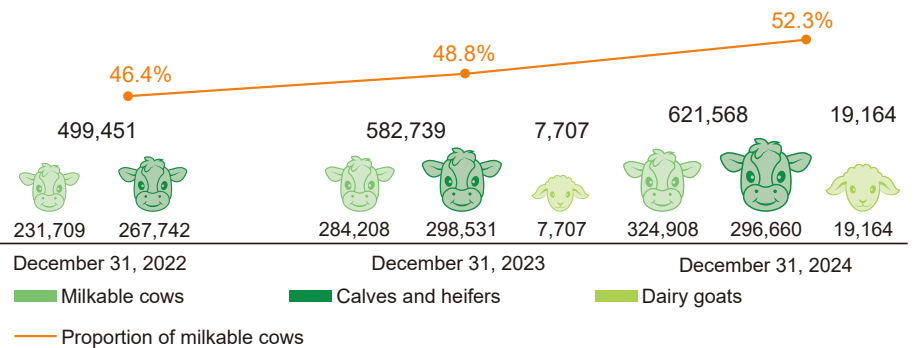 52.3%
48.8%
46.4%
499,451
582,739 7,707
621,568 19,164
231,709 267,742 284,208 298,531 7,707 324,908 296,660 19,164
December 31, 2022 December 31, 2023 December 31, 2024
Milkable cows Calves and heifers Dairy goats
Proportion of milkable cows